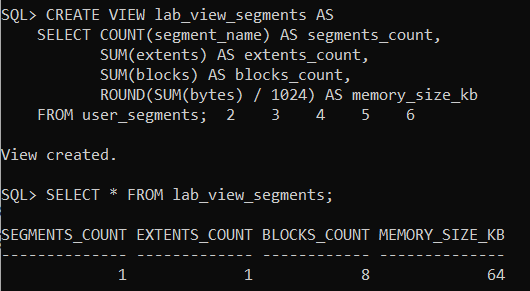 SQL> CREATE VIEW lab_view_segments AS
SELECT COUNT(segment_name) AS segments_count,
SUM(extents) AS extents_count,
SUM(blocks) AS blocks_count,
ROUND(SUM(bytes) / 1024) AS memory_size_kb
FROM user_segments;  2    3    4    5    6
View created.
SQL> SELECT * FROM lab_view_segments;
SEGMENTS_COUNT EXTENTS_COUNT BLOCKS_COUNT MEMORY_SIZE_KB
-------------- ------------- ------------ --------------
1 1 8 64